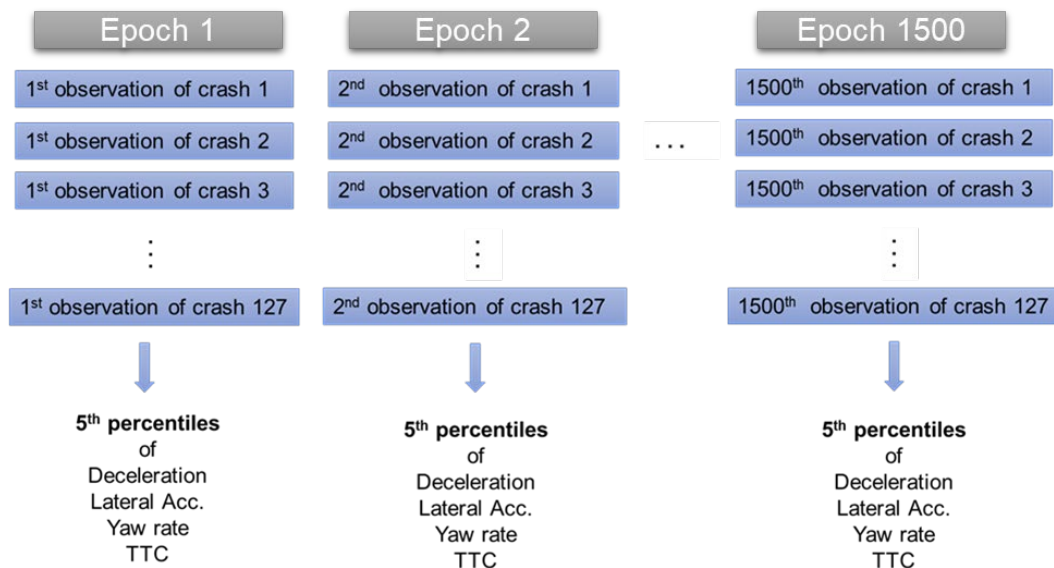 Epoch 1
1st observation of crash 1
1st observation of crash 2
1st observation of crash 3
⋮
1st observation of crash 127
5th percentiles
of
Deceleration
Lateral Acc.
Yaw rate
TTC
Epoch 2
2nd observation of crash 1
2nd observation of crash 2
2nd observation of crash 3
⋮
2nd observation of crash 127
5th percentiles
of
Deceleration
Lateral Acc.
Yaw rate
TTC
...
Epoch 1500
1500th observation of crash 1
1500th observation of crash 2
1500th observation of crash 3
⋮
1500th observation of crash 127
5th percentiles
of
Deceleration
Lateral Acc.
Yaw rate
TTC